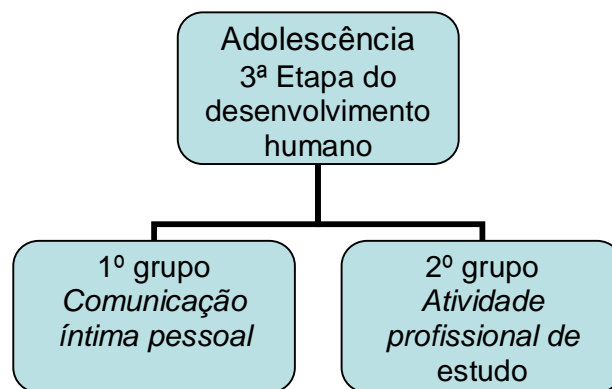 Adolescência
3ª Etapa do
desenvolvimento
humano
1º grupo
Comunicação
íntima pessoal
2º grupo
Atividade
profissional de
estudo